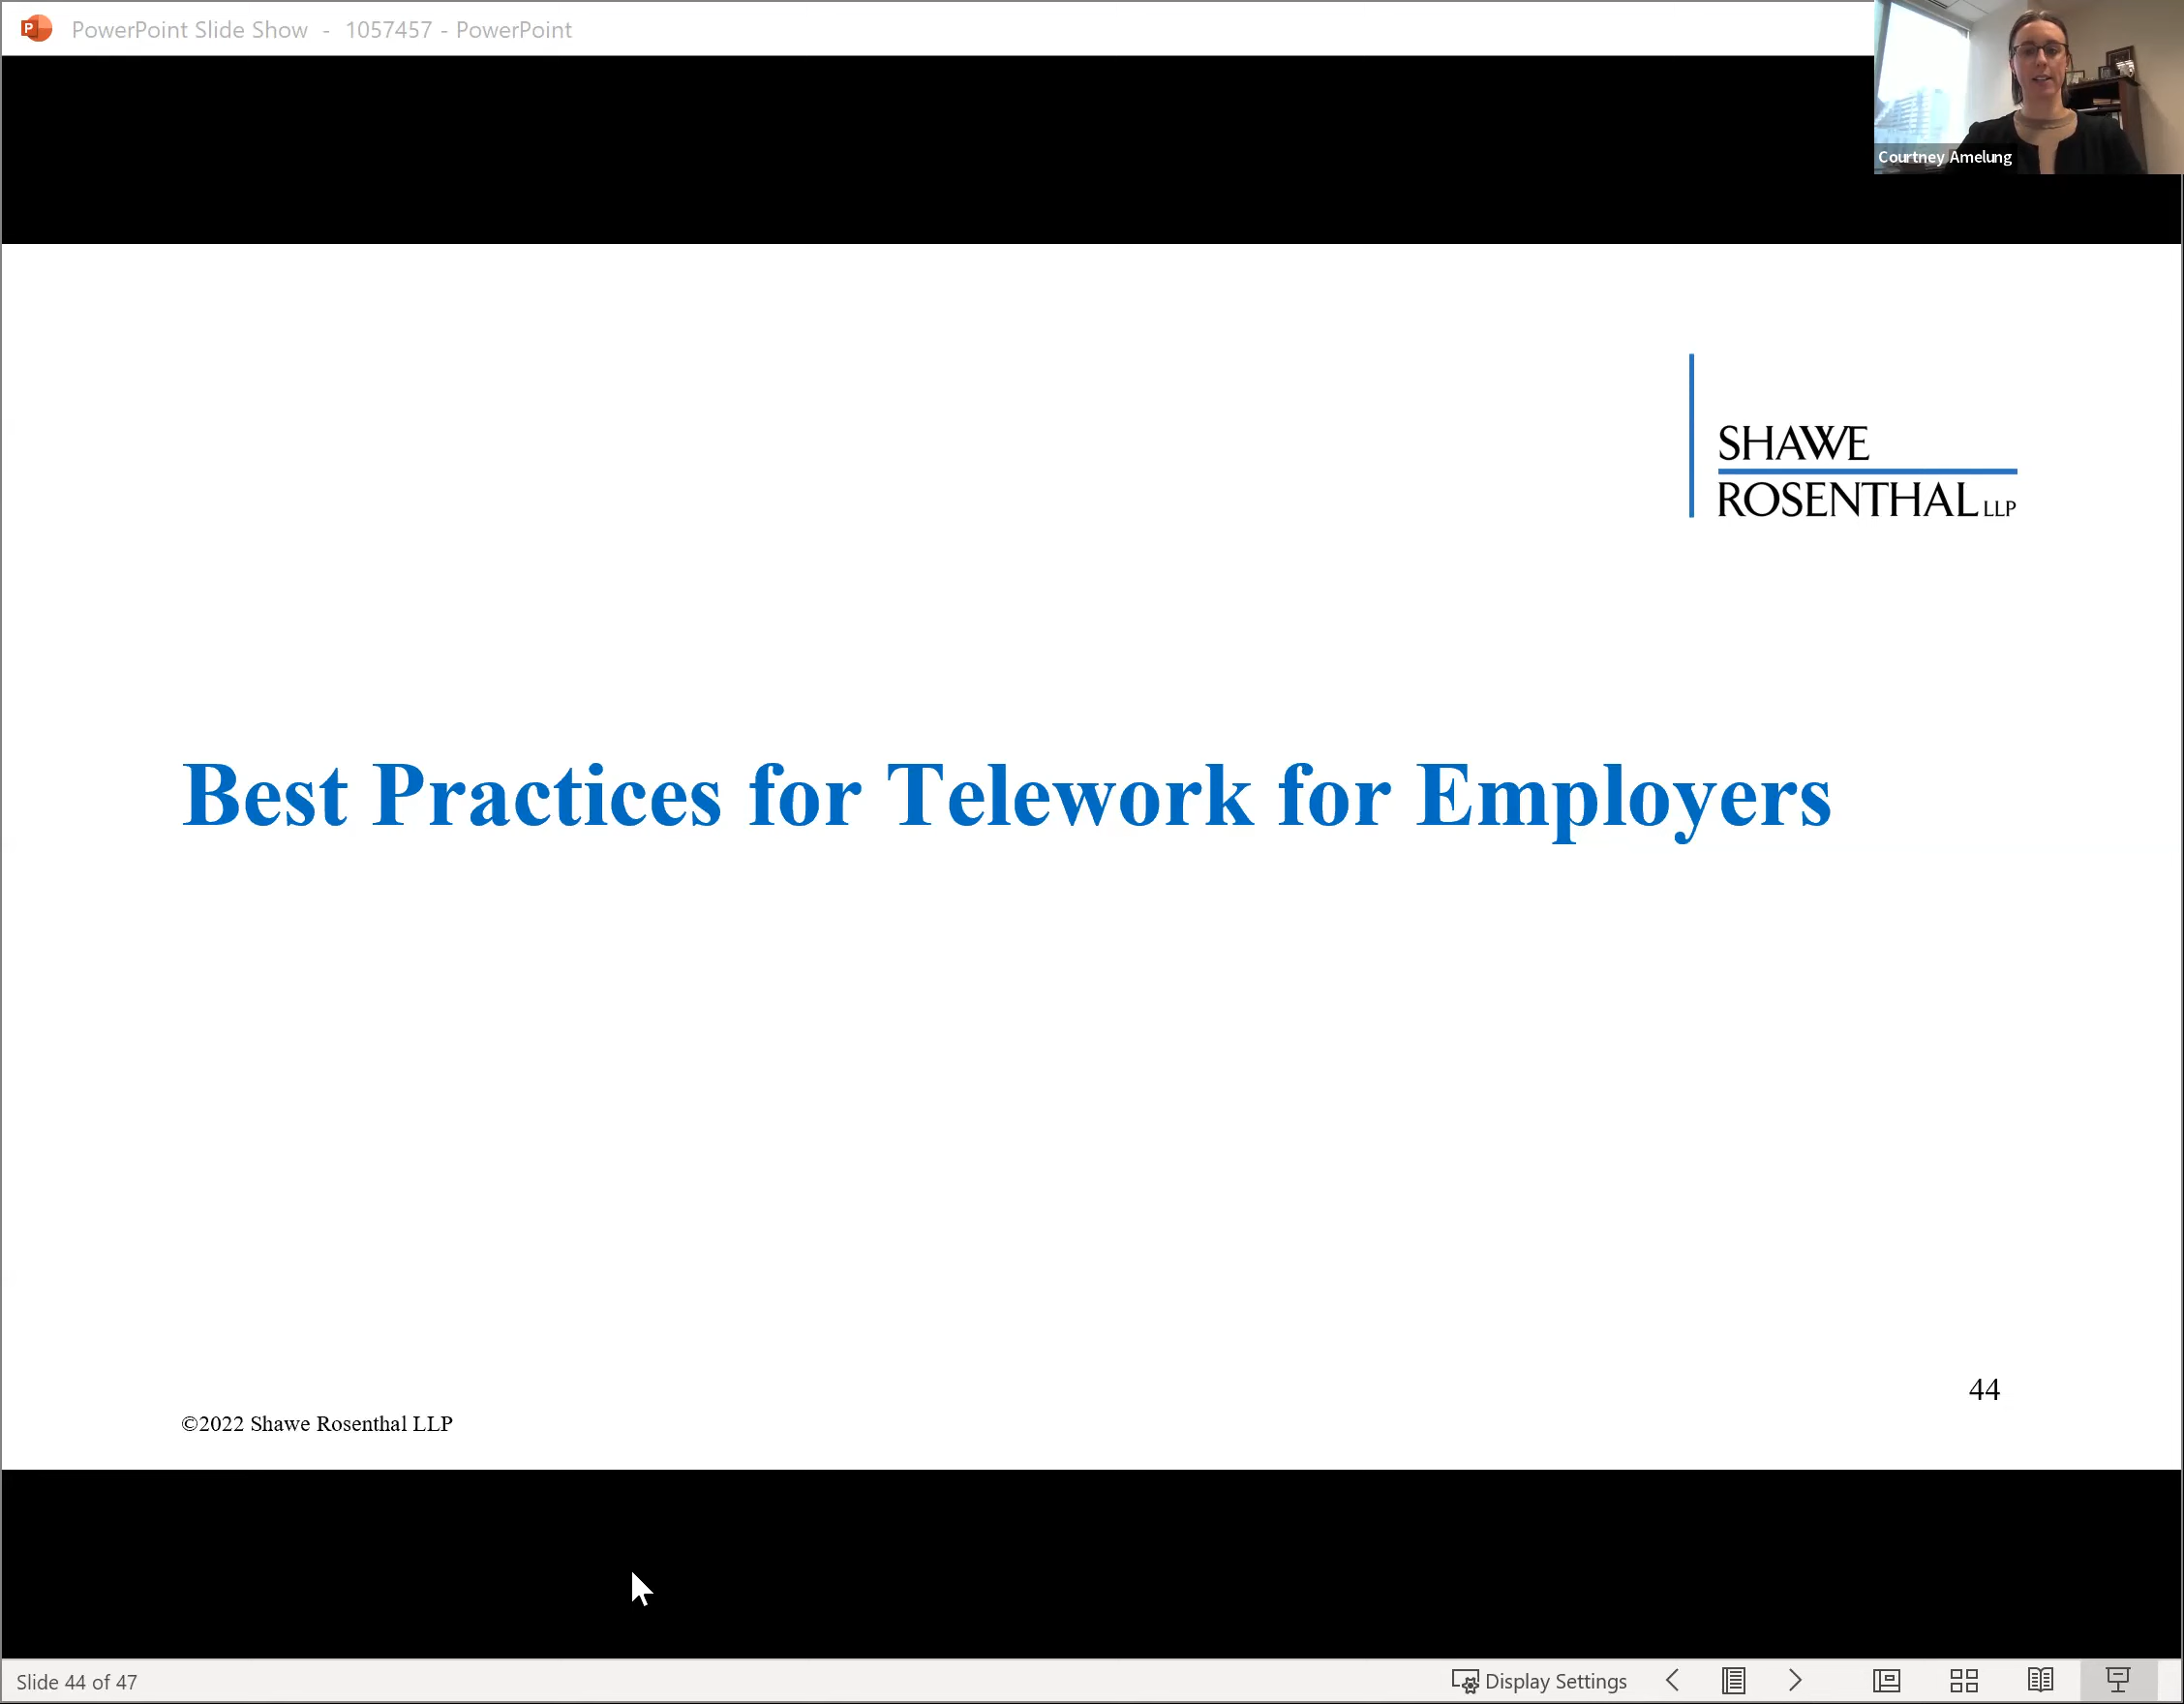 PowerPoint Slide Show - 1057457 - PowerPoint
Courtney Amelung
SHAWE
ROSENTHAL LLP
Best Practices for Telework for Employers
44
©2022 Shawe Rosenthal LLP
Slide 44 of 47
Display Settings